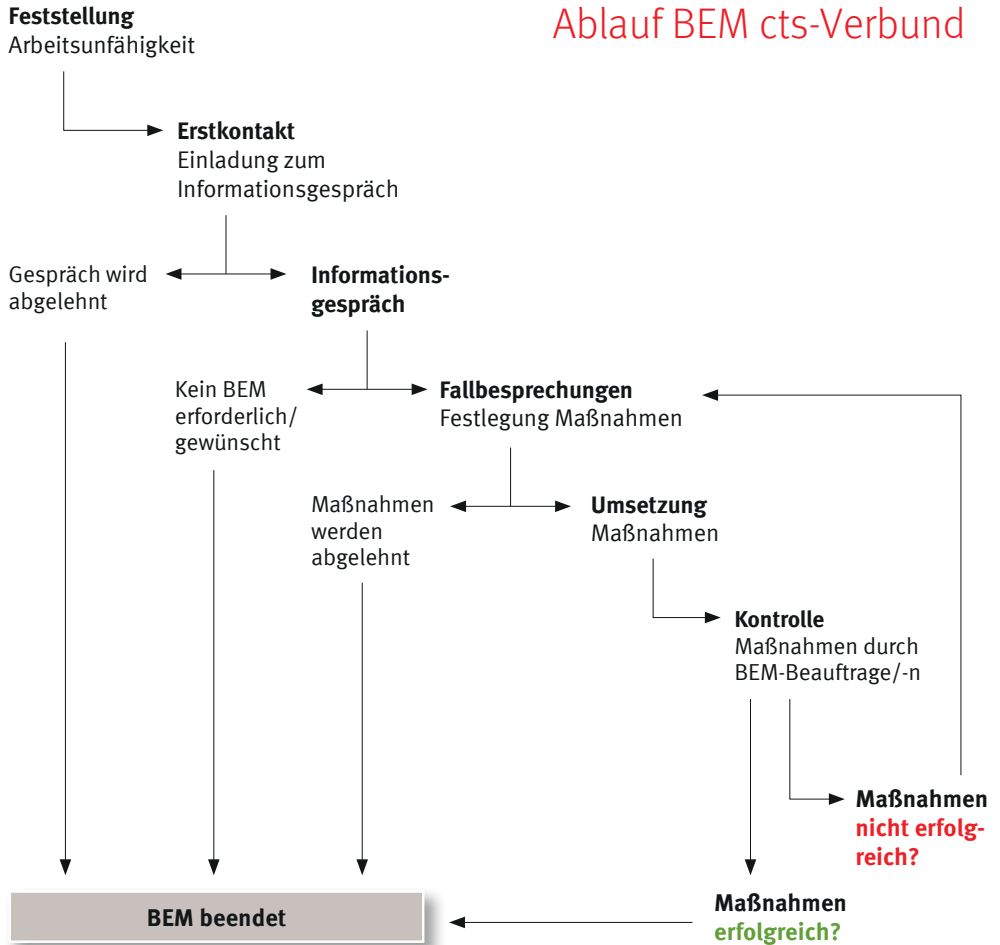 Ablauf BEM cts-Verbund
Feststellung
Arbeitsunfähigkeit
Erstkontakt
Einladung zum
Informationsgespräch
Gespräch wird
abgelehnt
Informations-
gespräch
Kein BEM
erforderlich/
gewünscht
Fallbesprechungen
Festlegung Maßnahmen
Maßnahmen
werden
abgelehnt
Umsetzung
Maßnahmen
Kontrolle
Maßnahmen durch
BEM-Beauftrage/-n
Maßnahmen
nicht erfolg-
reich?
Maßnahmen
erfolgreich?
BEM beendet